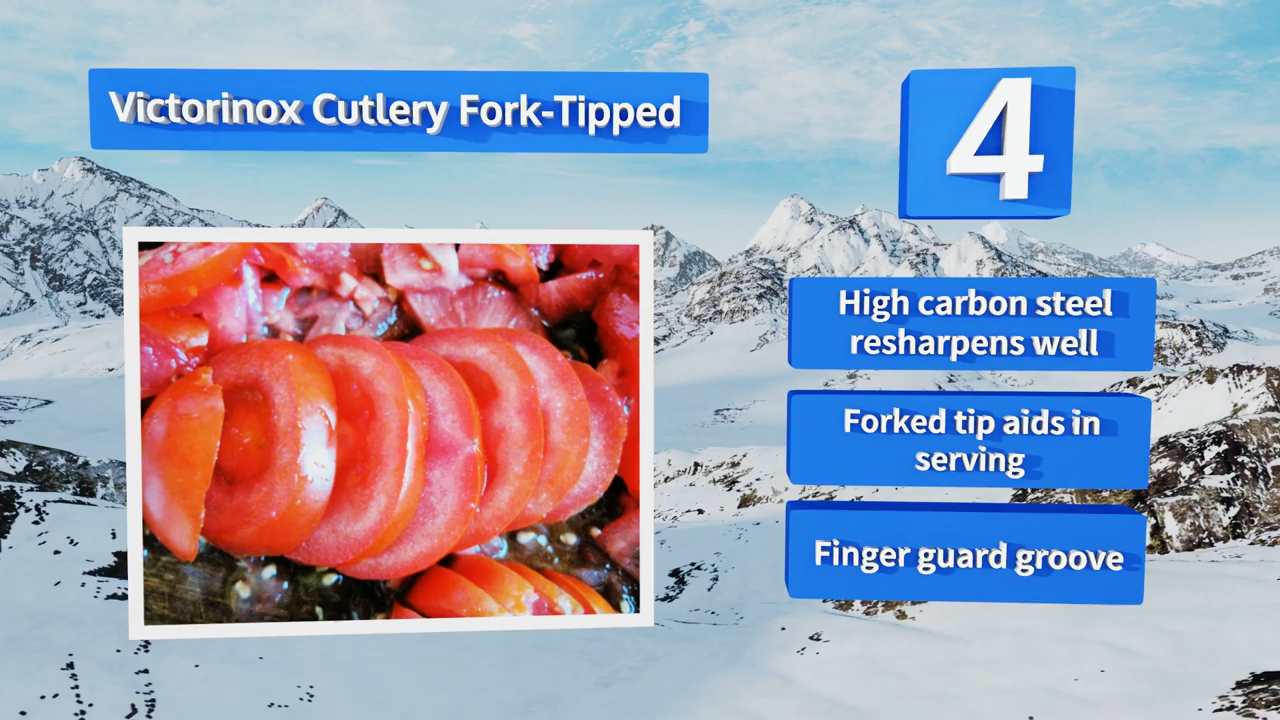 Victorinox Cutlery Fork-Tipped
4
High carbon steel
resharpens well
Forked tip aids in
serving
Finger guard groove